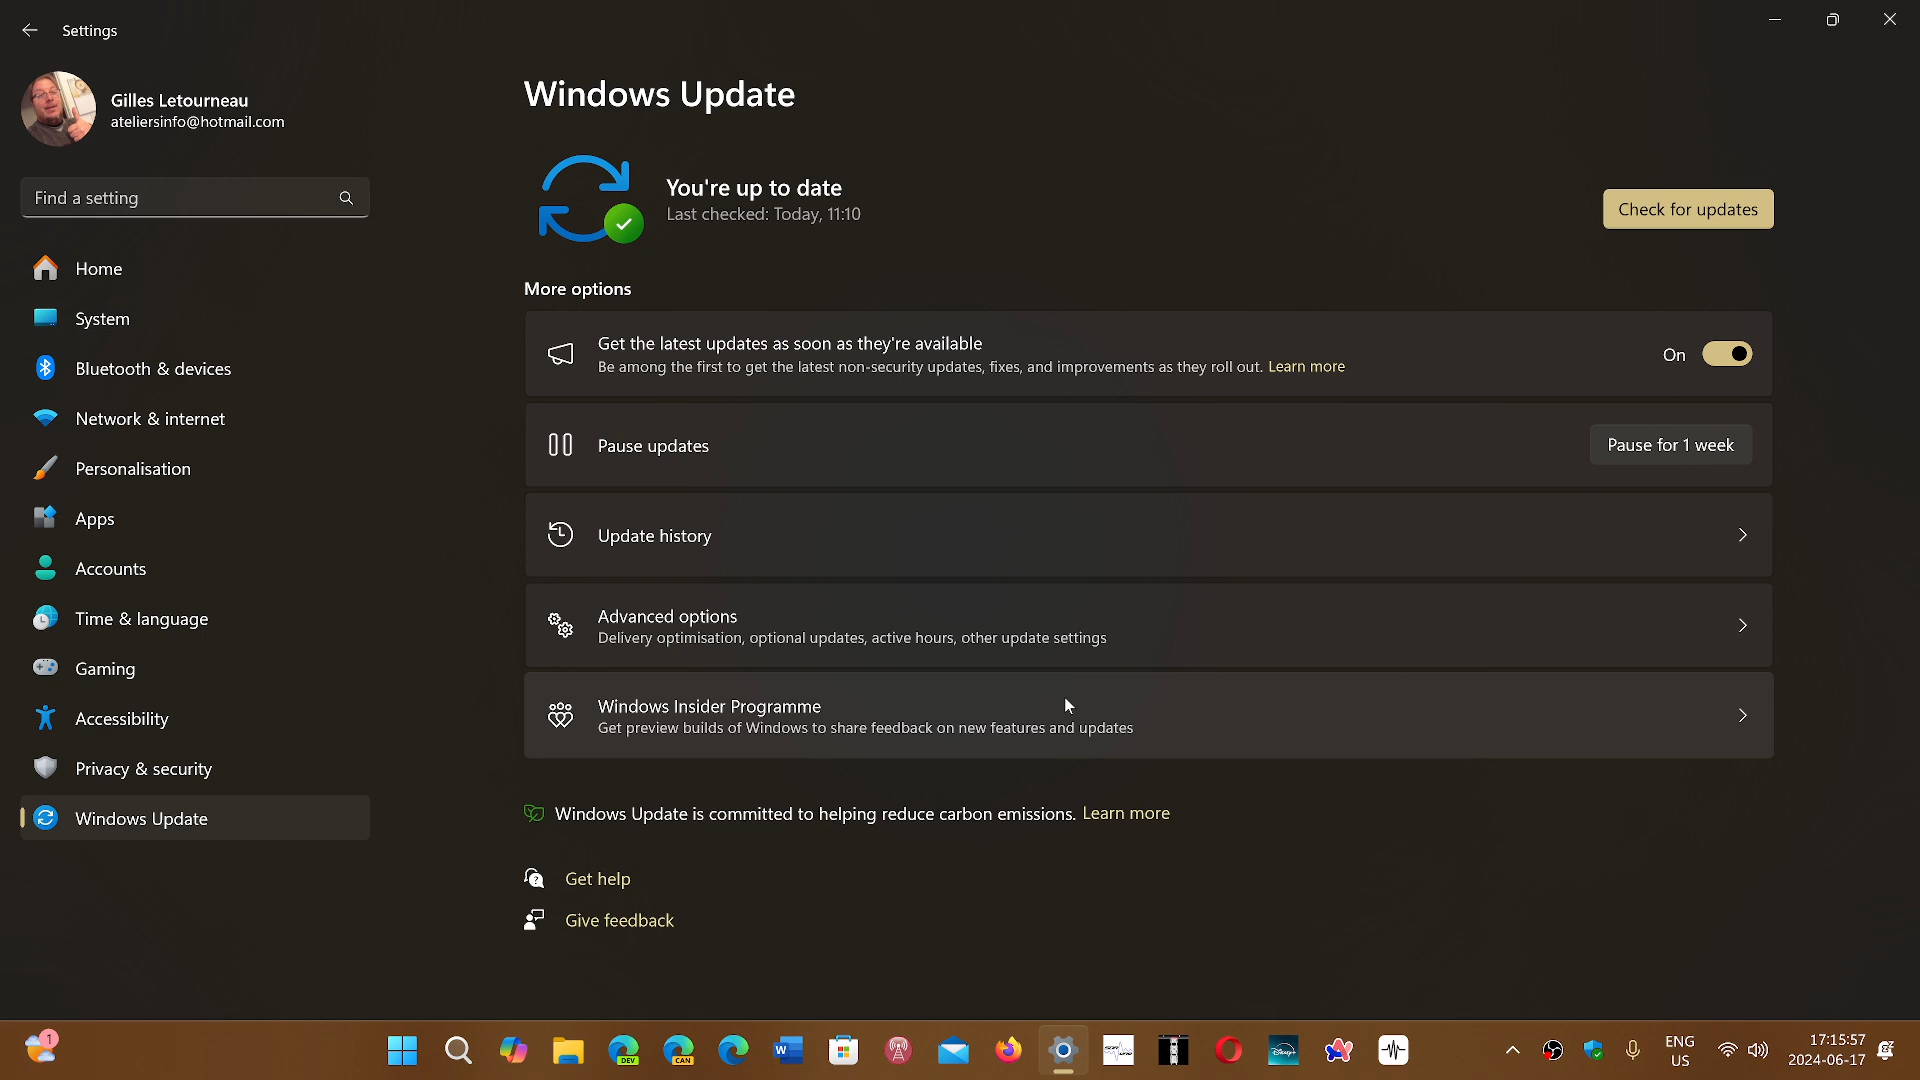 Settings
Gilles Letourneau
ateliersinfo@hotmail.com
Find a setting
Home
System
Bluetooth & devices
Network & internet
Personalisation
Apps
Accounts
Time & language
Gaming
Accessibility
Privacy & security
Windows Update
Windows Update
You're up to date
Last checked: Today, 11:10
Check for updates
More options
Get the latest updates as soon as they're available
Be among the first to get the latest non-security updates, fixes, and improvements as they roll out. Learn more
On
Pause updates
Pause for 1 week
Update history
Advanced options
Delivery optimisation, optional updates, active hours, other update settings
Windows Insider Programme
Get preview builds of Windows to share feedback on new features and updates
Windows Update is committed to helping reduce carbon emissions. Learn more
Get help
Give feedback
1
DEV
CAN
W
Disney+
ENG
US
17:15:57
2024-06-17